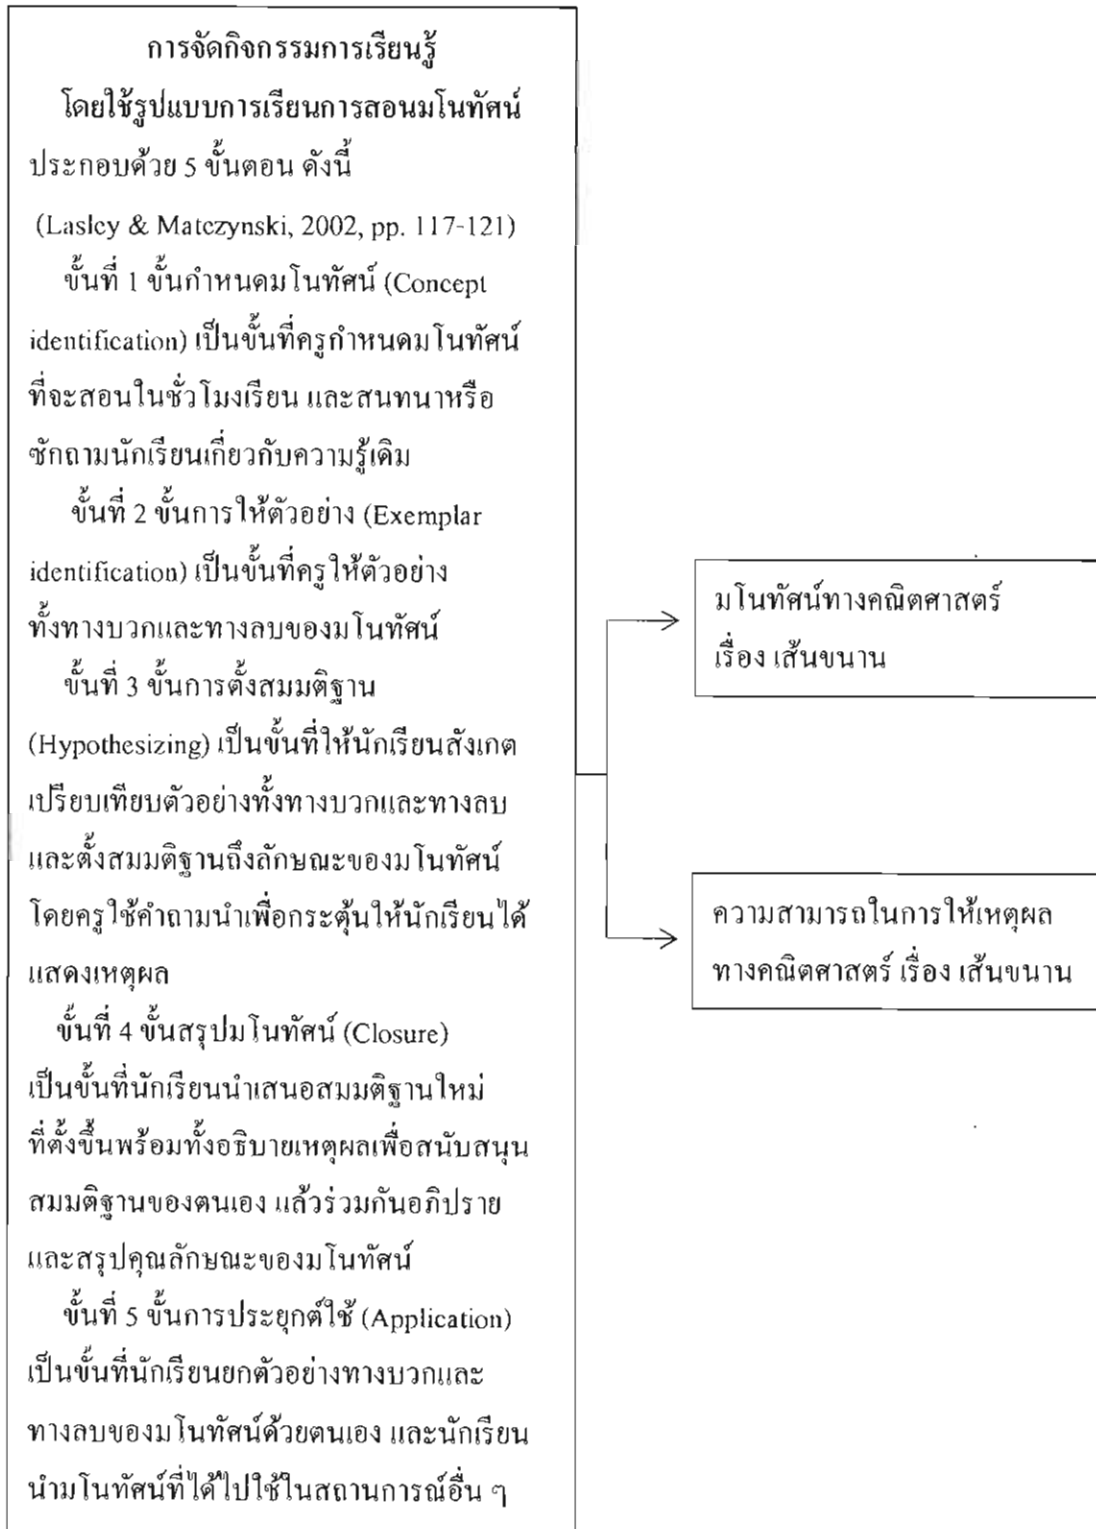 การจัดกิจกรรมการเรียนรู้
โดยใช้รูปแบบการเรียนการสอนมโนทัศน์
ประกอบด้วย 5 ขั้นตอน ดังนี้
(Lasley & Matczynski, 2002, pp. 117-121)
ขั้นที่ 1 ขั้นกำหนดมโนทัศน์ (Concept
identification) เป็นขั้นที่ครูกำหนดมโนทัศน์
ที่จะสอนในชั่วโมงเรียน และสนทนาหรือ
ซักถามนักเรียนเกี่ยวกับความรู้เดิม
ขั้นที่ 2 ขั้นการให้ตัวอย่าง (Exemplar
identification) เป็นขั้นที่ครูให้ตัวอย่าง
ทั้งทางบวกและทางลบของมโนทัศน์
ขั้นที่ 3 ขั้นการตั้งสมมติฐาน
(Hypothesizing) เป็นขั้นที่ให้นักเรียนสังเกต
เปรียบเทียบตัวอย่างทั้งทางบวกและทางลบ
และตั้งสมมติฐานถึงลักษณะของมโนทัศน์
โดยครูใช้คำถามนำเพื่อกระตุ้นให้นักเรียนได้
แสดงเหตุผล
ขั้นที่ 4 ขั้นสรุปมโนทัศน์ (Closure)
เป็นขั้นที่นักเรียนนำเสนอสมมติฐานใหม่
ที่ตั้งขึ้นพร้อมทั้งอธิบายเหตุผลเพื่อสนับสนุน
สมมติฐานของตนเอง แล้วร่วมกันอภิปราย
และสรุปคุณลักษณะของมโนทัศน์
ขั้นที่ 5 ขั้นการประยุกต์ใช้ (Application)
เป็นขั้นที่นักเรียนยกตัวอย่างทางบวกและ
ทางลบของมโนทัศน์ด้วยตนเอง และนักเรียน
นำมโนทัศน์ที่ได้ไปใช้ในสถานการณ์อื่น ๆ
มโนทัศน์ทางคณิตศาสตร์
เรื่อง เส้นขนาน
ความสามารถในการให้เหตุผล
ทางคณิตศาสตร์ เรื่อง เส้นขนาน